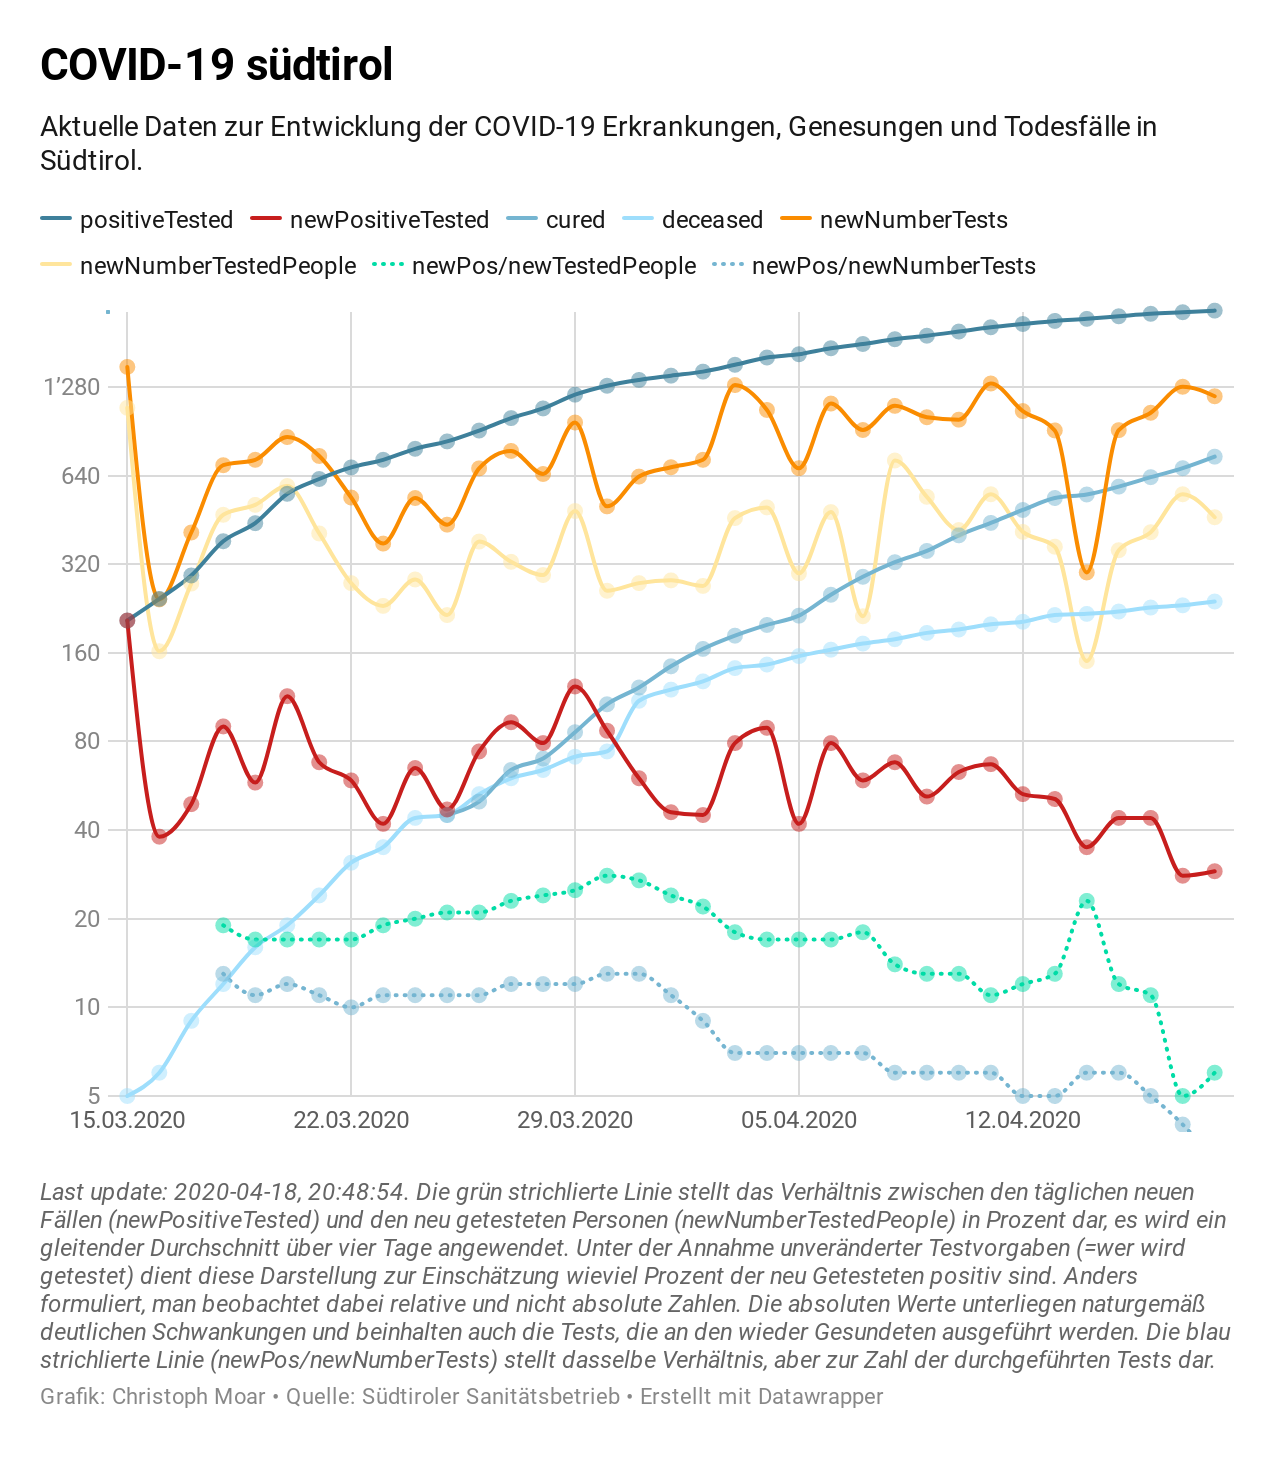 COVID-19 südtirol
Aktuelle Daten zur Entwicklung der COVID-19 Erkrankungen, Genesungen und Todesfälle in
Südtirol.
positiveTested newPositiveTested cured deceased newNumberTests
newNumberTestedPeople newPos/newTestedPeople newPos/newNumberTests
1’280
640
320
160
80
40
20
10
5
15.03.2020 22.03.2020 29.03.2020 05.04.2020 12.04.2020
Last update: 2020-04-18, 20:48:54. Die grün strichlierte Linie stellt das Verhältnis zwischen den täglichen neuen
Fällen (newPositiveTested) und den neu getesteten Personen (newNumberTestedPeople) in Prozent dar, es wird ein
gleitender Durchschnitt über vier Tage angewendet. Unter der Annahme unveränderter Testvorgaben (=wer wird
getestet) dient diese Darstellung zur Einschätzung wieviel Prozent der neu Getesteten positiv sind. Anders
formuliert, man beobachtet dabei relative und nicht absolute Zahlen. Die absoluten Werte unterliegen naturgemäß
deutlichen Schwankungen und beinhalten auch die Tests, die an den wieder Gesundeten ausgeführt werden. Die blau
strichlierte Linie (newPos/newNumberTests) stellt dasselbe Verhältnis, aber zur Zahl der durchgeführten Tests dar.
Grafik: Christoph Moar • Quelle: Südtiroler Sanitätsbetrieb • Erstellt mit Datawrapper